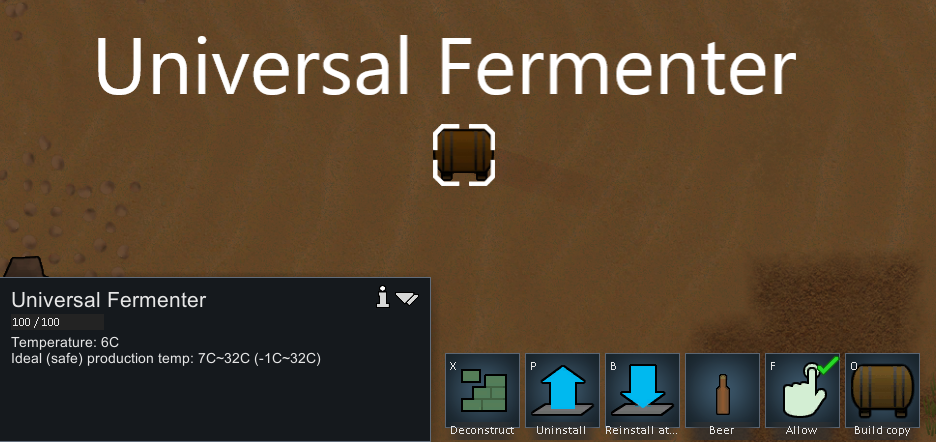 Universal Fermenter
Universal Fermenter
100 / 100
Temperature: 6C
Ideal (safe) production temp: 7C~32C (-1C~32C)
X
P
B
F
O
Deconstruct
Uninstall
Reinstall at...
Beer
Allow
Build copy